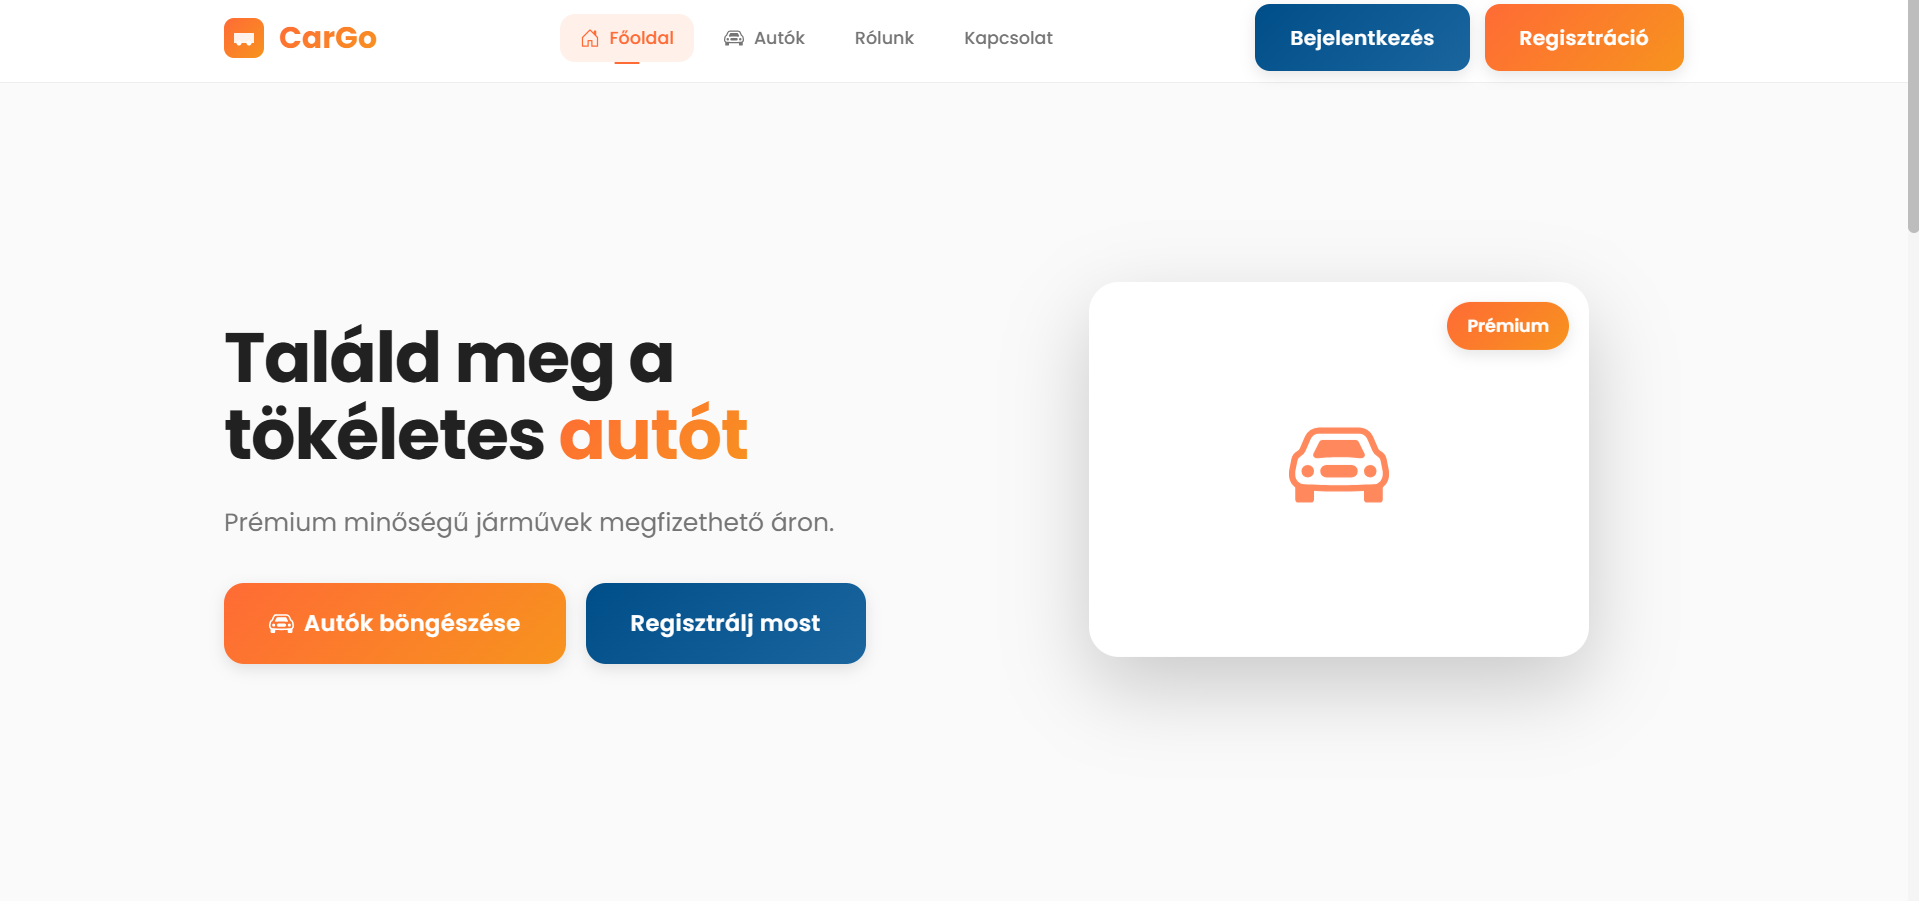 CarGo
Főoldal
Autók
Rólunk
Kapcsolat
Bejelentkezés
Regisztráció
Találd meg a
tökéletes autót
Prémium minőségű járművek megfizethető áron.
Autók böngészése
Regisztrálj most
Prémium